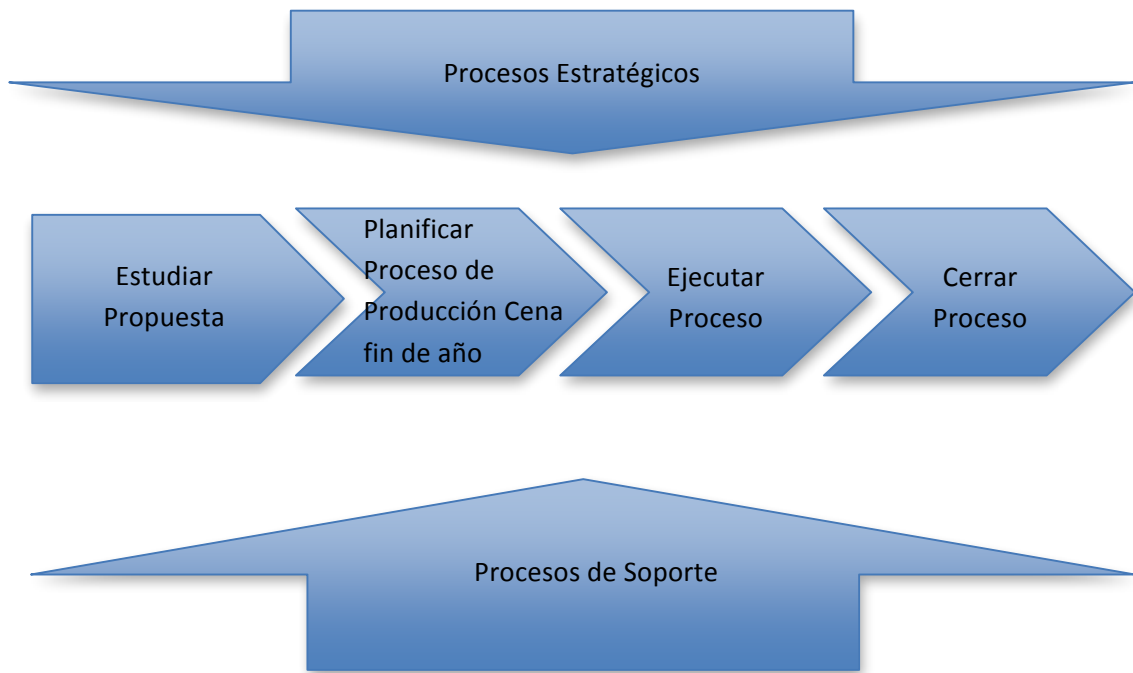 Procesos Estratégicos
Estudiar
Propuesta
Planificar
Proceso de
Producción Cena
fin de año
Ejecutar
Proceso
Cerrar
Proceso
Procesos de Soporte